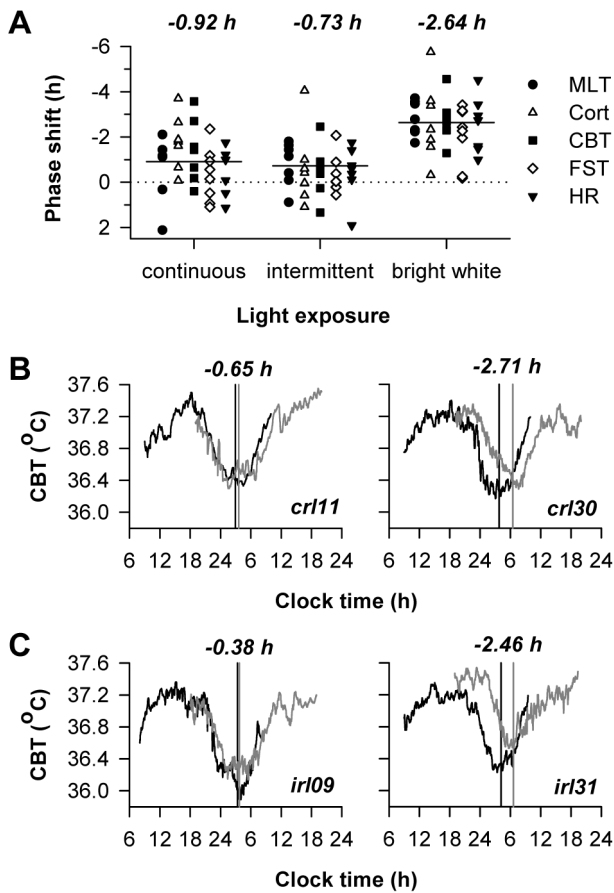 A
-0.92 h -0.73 h -2.64 h
Phase shift (h)
-6
-4
-2
0
2
MLT
Cort
CBT
FST
HR
continuous intermittent bright white
Light exposure
B
-0.65 h -2.71 h
CBT (°C)
37.6
37.2
36.8
36.4
36.0
crl11 crl30
6 12 18 24 6 12 18 24 6 12 18 24 6 12 18 24
Clock time (h)
C
-0.38 h -2.46 h
CBT (°C)
37.6
37.2
36.8
36.4
36.0
irl09 irl31
6 12 18 24 6 12 18 24 6 12 18 24 6 12 18 24
Clock time (h)